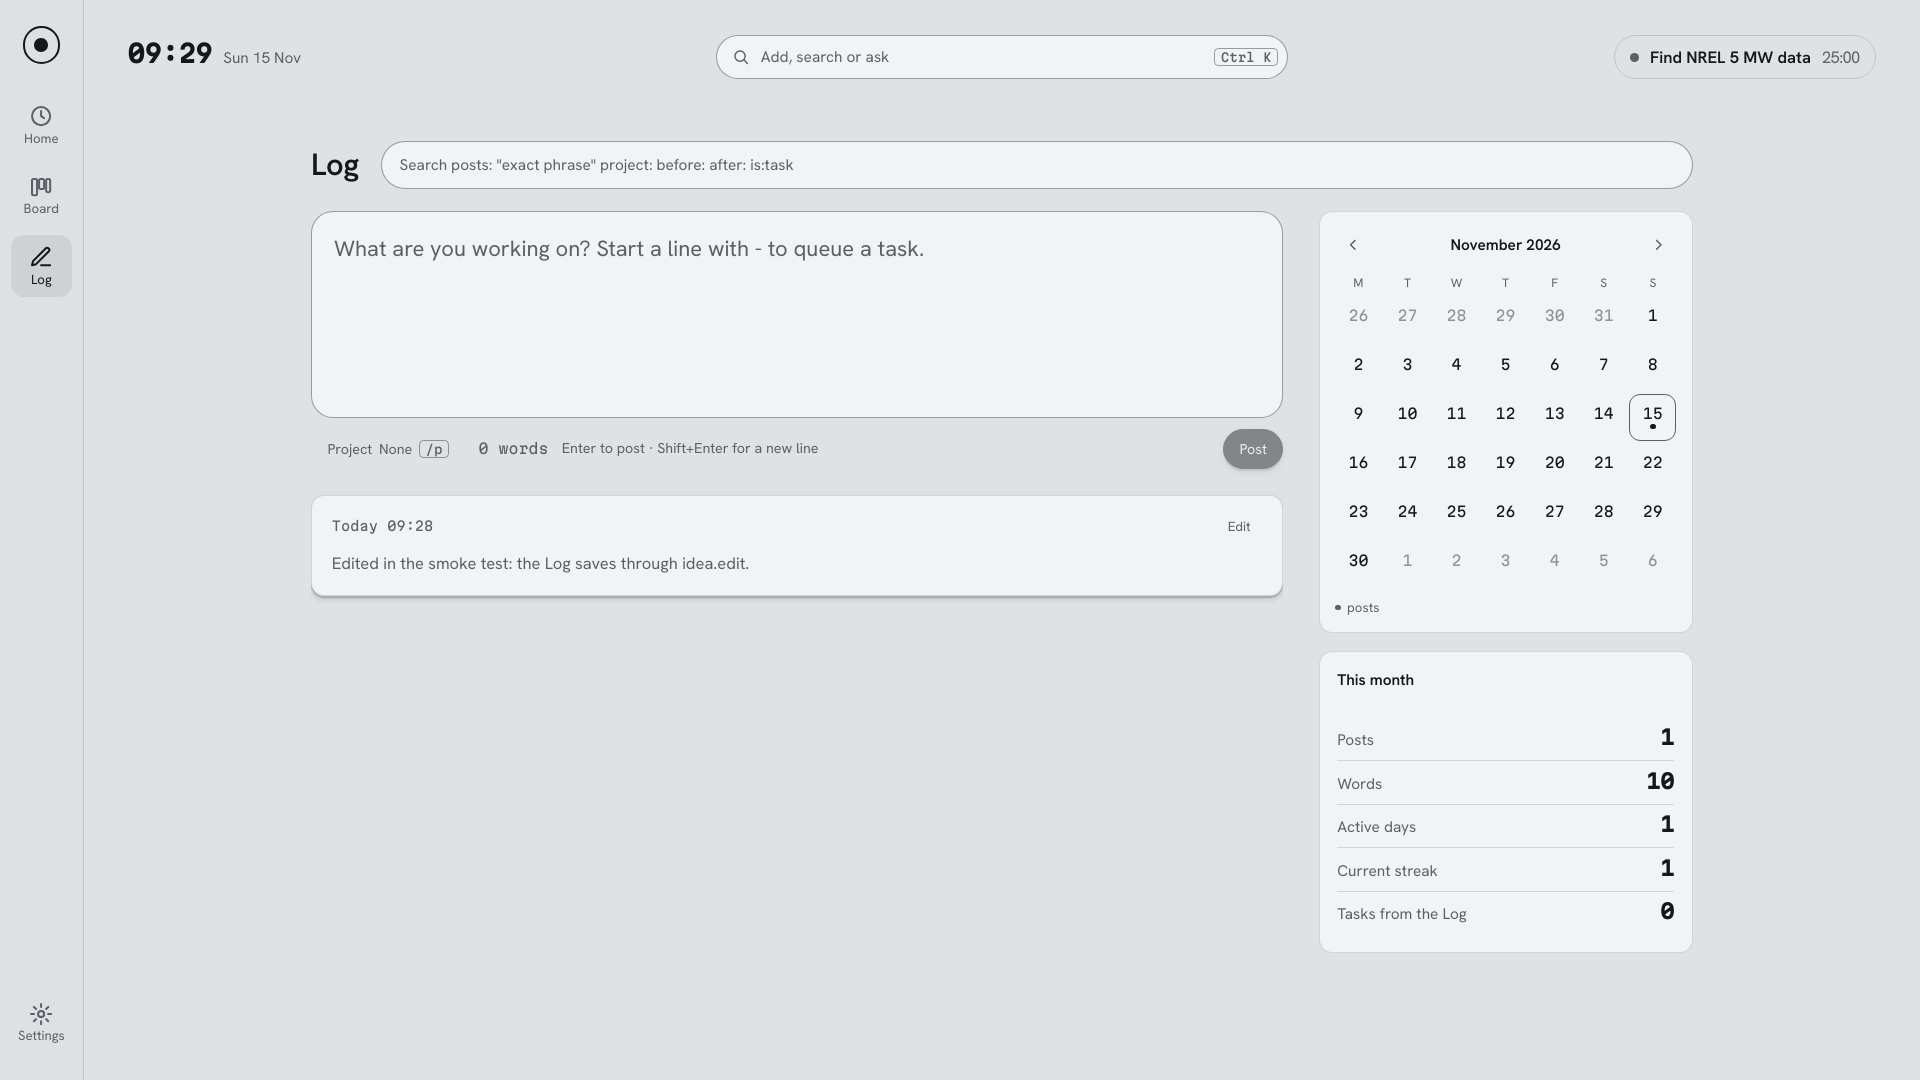 09:29 Sun 15 Nov
Add, search or ask
Ctrl K
Find NREL 5 MW data 25:00
Home
Board
Log
Settings
Log
Search posts: "exact phrase" project: before: after: is:task
What are you working on? Start a line with - to queue a task.
Project None /p 0 words Enter to post · Shift+Enter for a new line
Post
Today 09:28
Edit
Edited in the smoke test: the Log saves through idea.edit.
November 2026
M T W T F S S
26 27 28 29 30 31 1
2 3 4 5 6 7 8
9 10 11 12 13 14 15
16 17 18 19 20 21 22
23 24 25 26 27 28 29
30 1 2 3 4 5 6
posts
This month
Posts 1
Words 10
Active days 1
Current streak 1
Tasks from the Log 0